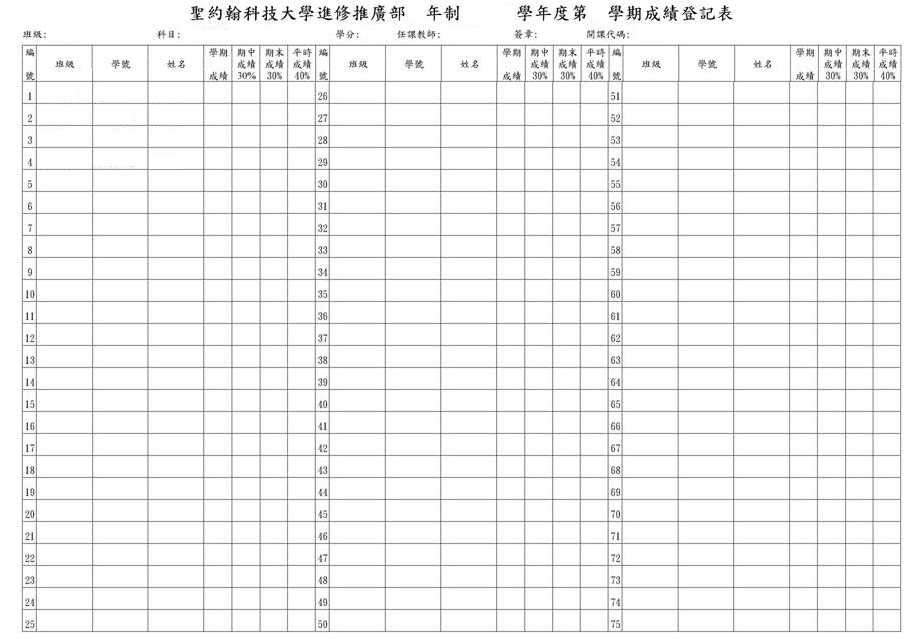 聖約翰科技大學進修推廣部 年制 學年度第 學期成績登記表
班級: 科目: 學分: 任課教師: 簽章: 開課代碼:
編號 班級 學號 姓名 學期成績 期中成績30% 期末成績30% 平時成績40% 編號 班級 學號 姓名 學期成績 期中成績30% 期末成績30% 平時成績40% 編號 班級 學號 姓名 學期成績 期中成績30% 期末成績30% 平時成績40%
1 26 51
2 27 52
3 28 53
4 29 54
5 30 55
6 31 56
7 32 57
8 33 58
9 34 59
10 35 60
11 36 61
12 37 62
13 38 63
14 39 64
15 40 65
16 41 66
17 42 67
18 43 68
19 44 69
20 45 70
21 46 71
22 47 72
23 48 73
24 49 74
25 50 75